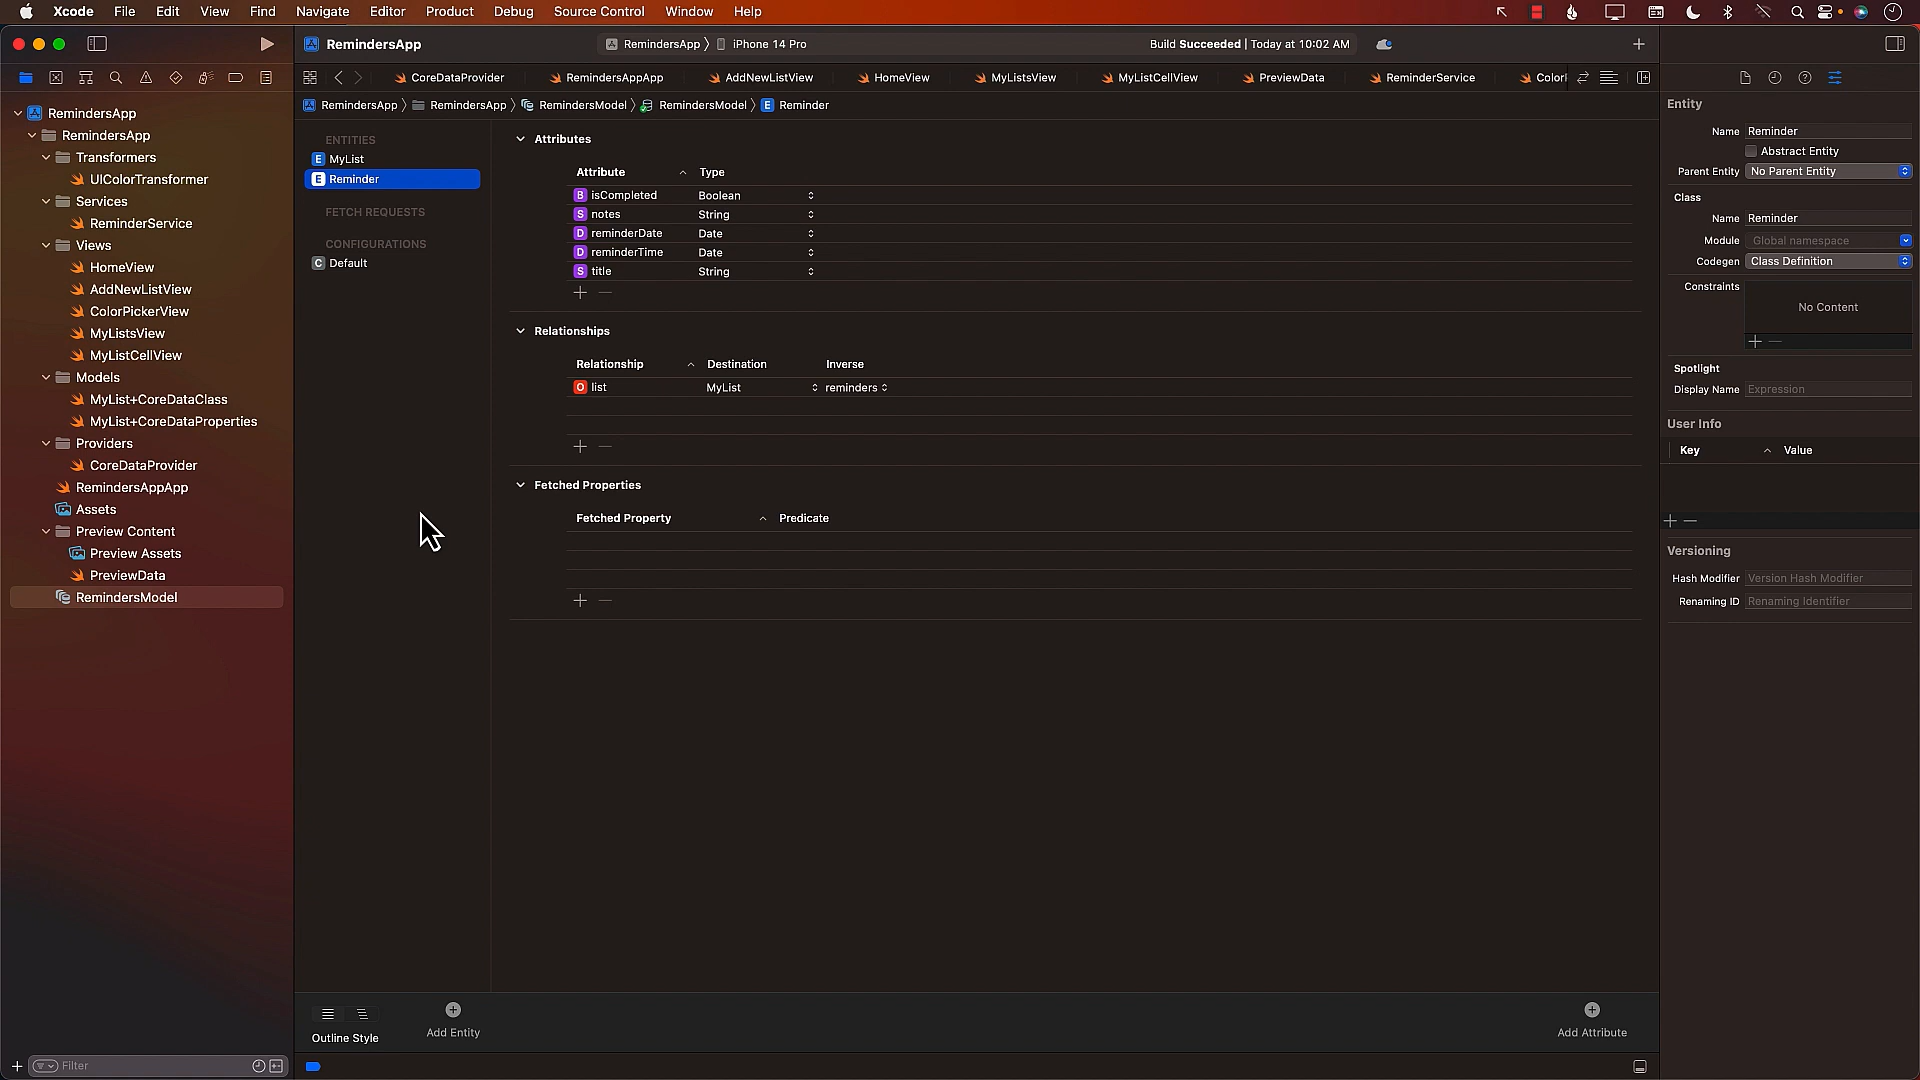 Xcode File Edit View Find Navigate Editor Product Debug Source Control Window Help
RemindersApp
RemindersApp
Transformers
UIColorTransformer
Services
ReminderService
Views
HomeView
AddNewListView
ColorPickerView
MyListsView
MyListCellView
Models
MyList+CoreDataClass
MyList+CoreDataProperties
Providers
CoreDataProvider
RemindersAppApp
Assets
Preview Content
Preview Assets
PreviewData
RemindersModel
Filter
RemindersApp
RemindersApp 〉 iPhone 14 Pro
Build Succeeded | Today at 10:02 AM
CoreDataProvider RemindersAppApp AddNewListView HomeView MyListsView MyListCellView PreviewData ReminderService Color
RemindersApp 〉 RemindersApp 〉 RemindersModel 〉 RemindersModel 〉 E Reminder
ENTITIES
E MyList
E Reminder
FETCH REQUESTS
CONFIGURATIONS
C Default
Attributes
Attribute Type
B isCompleted Boolean
S notes String
D reminderDate Date
D reminderTime Date
S title String
Relationships
Relationship Destination Inverse
O list MyList reminders
Fetched Properties
Fetched Property Predicate
Outline Style
Add Entity
Add Attribute
Entity
Name Reminder
Abstract Entity
Parent Entity No Parent Entity
Class
Name Reminder
Module Global namespace
Codegen Class Definition
Constraints
No Content
Spotlight
Display Name Expression
User Info
Key Value
Versioning
Hash Modifier Version Hash Modifier
Renaming ID Renaming Identifier